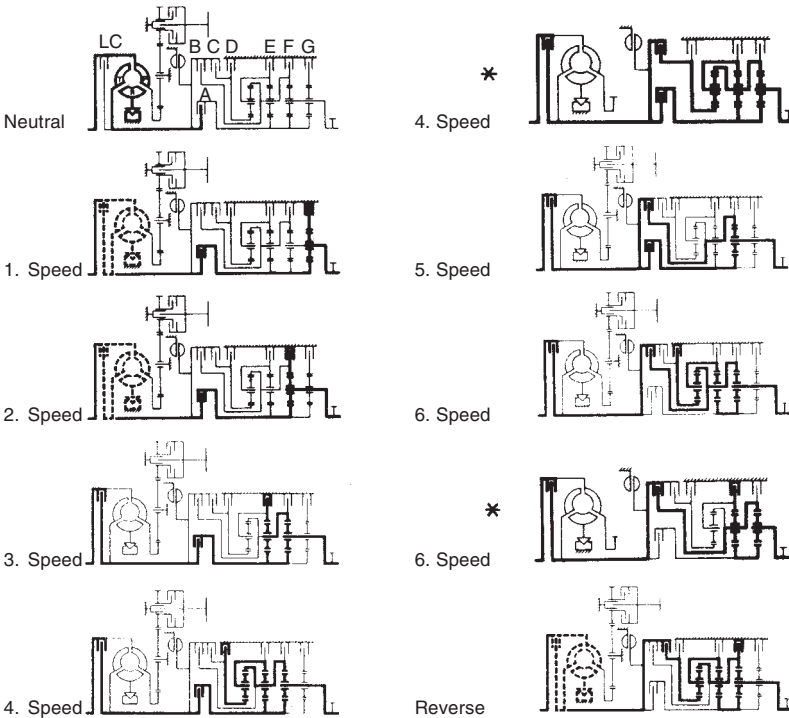 LC
B C D E F G
A
Neutral
1. Speed
2. Speed
3. Speed
4. Speed
* 4. Speed
5. Speed
6. Speed
* 6. Speed
Reverse